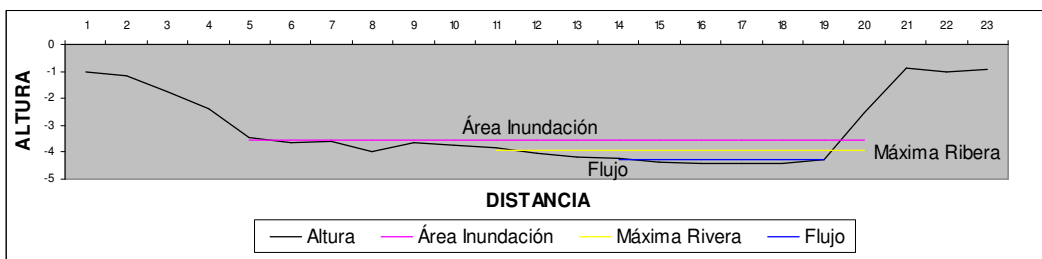 1 2 3 4 5 6 7 8 9 10 11 12 13 14 15 16 17 18 19 20 21 22 23
0
-1
-2
-3
-4
-5
ALTURA
Área Inundación
Máxima Ribera
Flujo
DISTANCIA
Altura Área Inundación Máxima Rivera Flujo